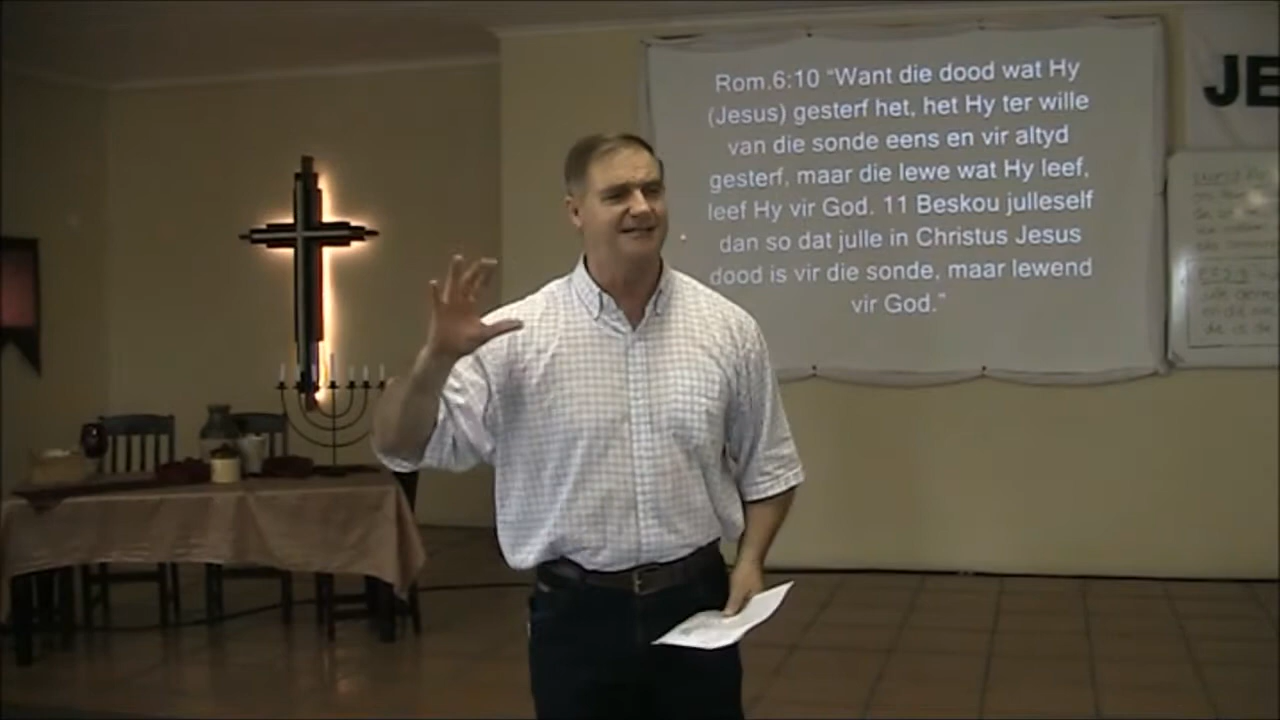 Rom.6:10 “Want die dood wat Hy
(Jesus) gesterf het, het Hy ter wille
van die sonde eens en vir altyd
gesterf, maar die lewe wat Hy leef,
leef Hy vir God. 11 Beskou julleself
dan so dat julle in Christus Jesus
dood is vir die sonde, maar lewend
vir God.”
JE